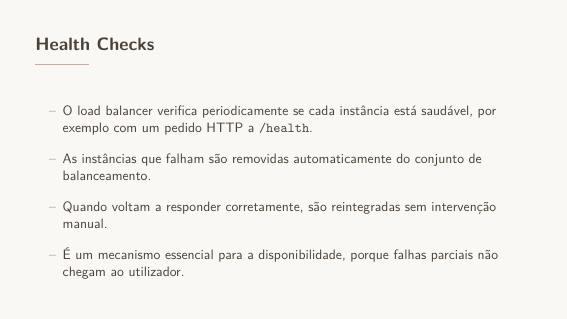 Health Checks
– O load balancer verifica periodicamente se cada instância está saudável, por
exemplo com um pedido HTTP a /health.
– As instâncias que falham são removidas automaticamente do conjunto de
balanceamento.
– Quando voltam a responder corretamente, são reintegradas sem intervenção
manual.
– É um mecanismo essencial para a disponibilidade, porque falhas parciais não
chegam ao utilizador.